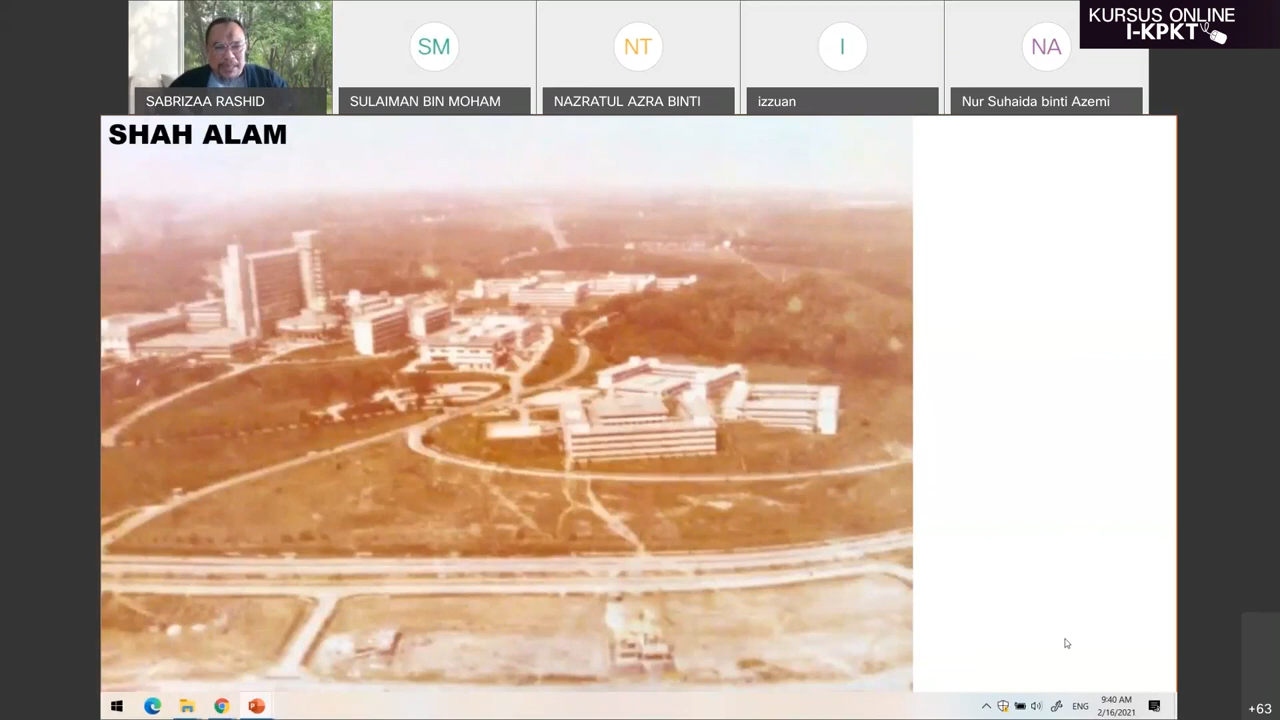 KURSUS ONLINE
I-KPKT
SM
NT
I
NA
SABRIZAA RASHID
SULAIMAN BIN MOHAM
NAZRATUL AZRA BINTI
izzuan
Nur Suhaida binti Azemi
SHAH ALAM
ENG
9:40 AM
2/16/2021
+63